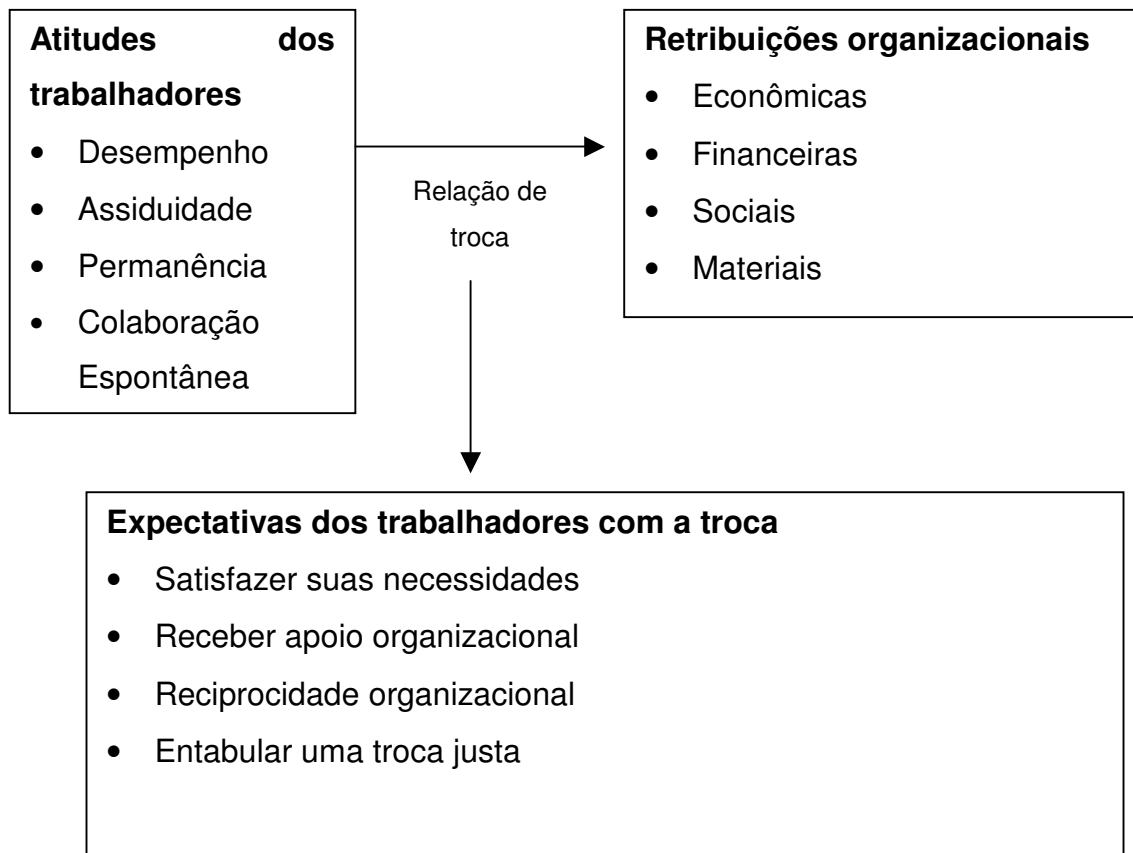 Atitudes dos
trabalhadores
• Desempenho
• Assiduidade
• Permanência
• Colaboração
Espontânea
Relação de
troca
Retribuições organizacionais
• Econômicas
• Financeiras
• Sociais
• Materiais
Expectativas dos trabalhadores com a troca
• Satisfazer suas necessidades
• Receber apoio organizacional
• Reciprocidade organizacional
• Entabular uma troca justa